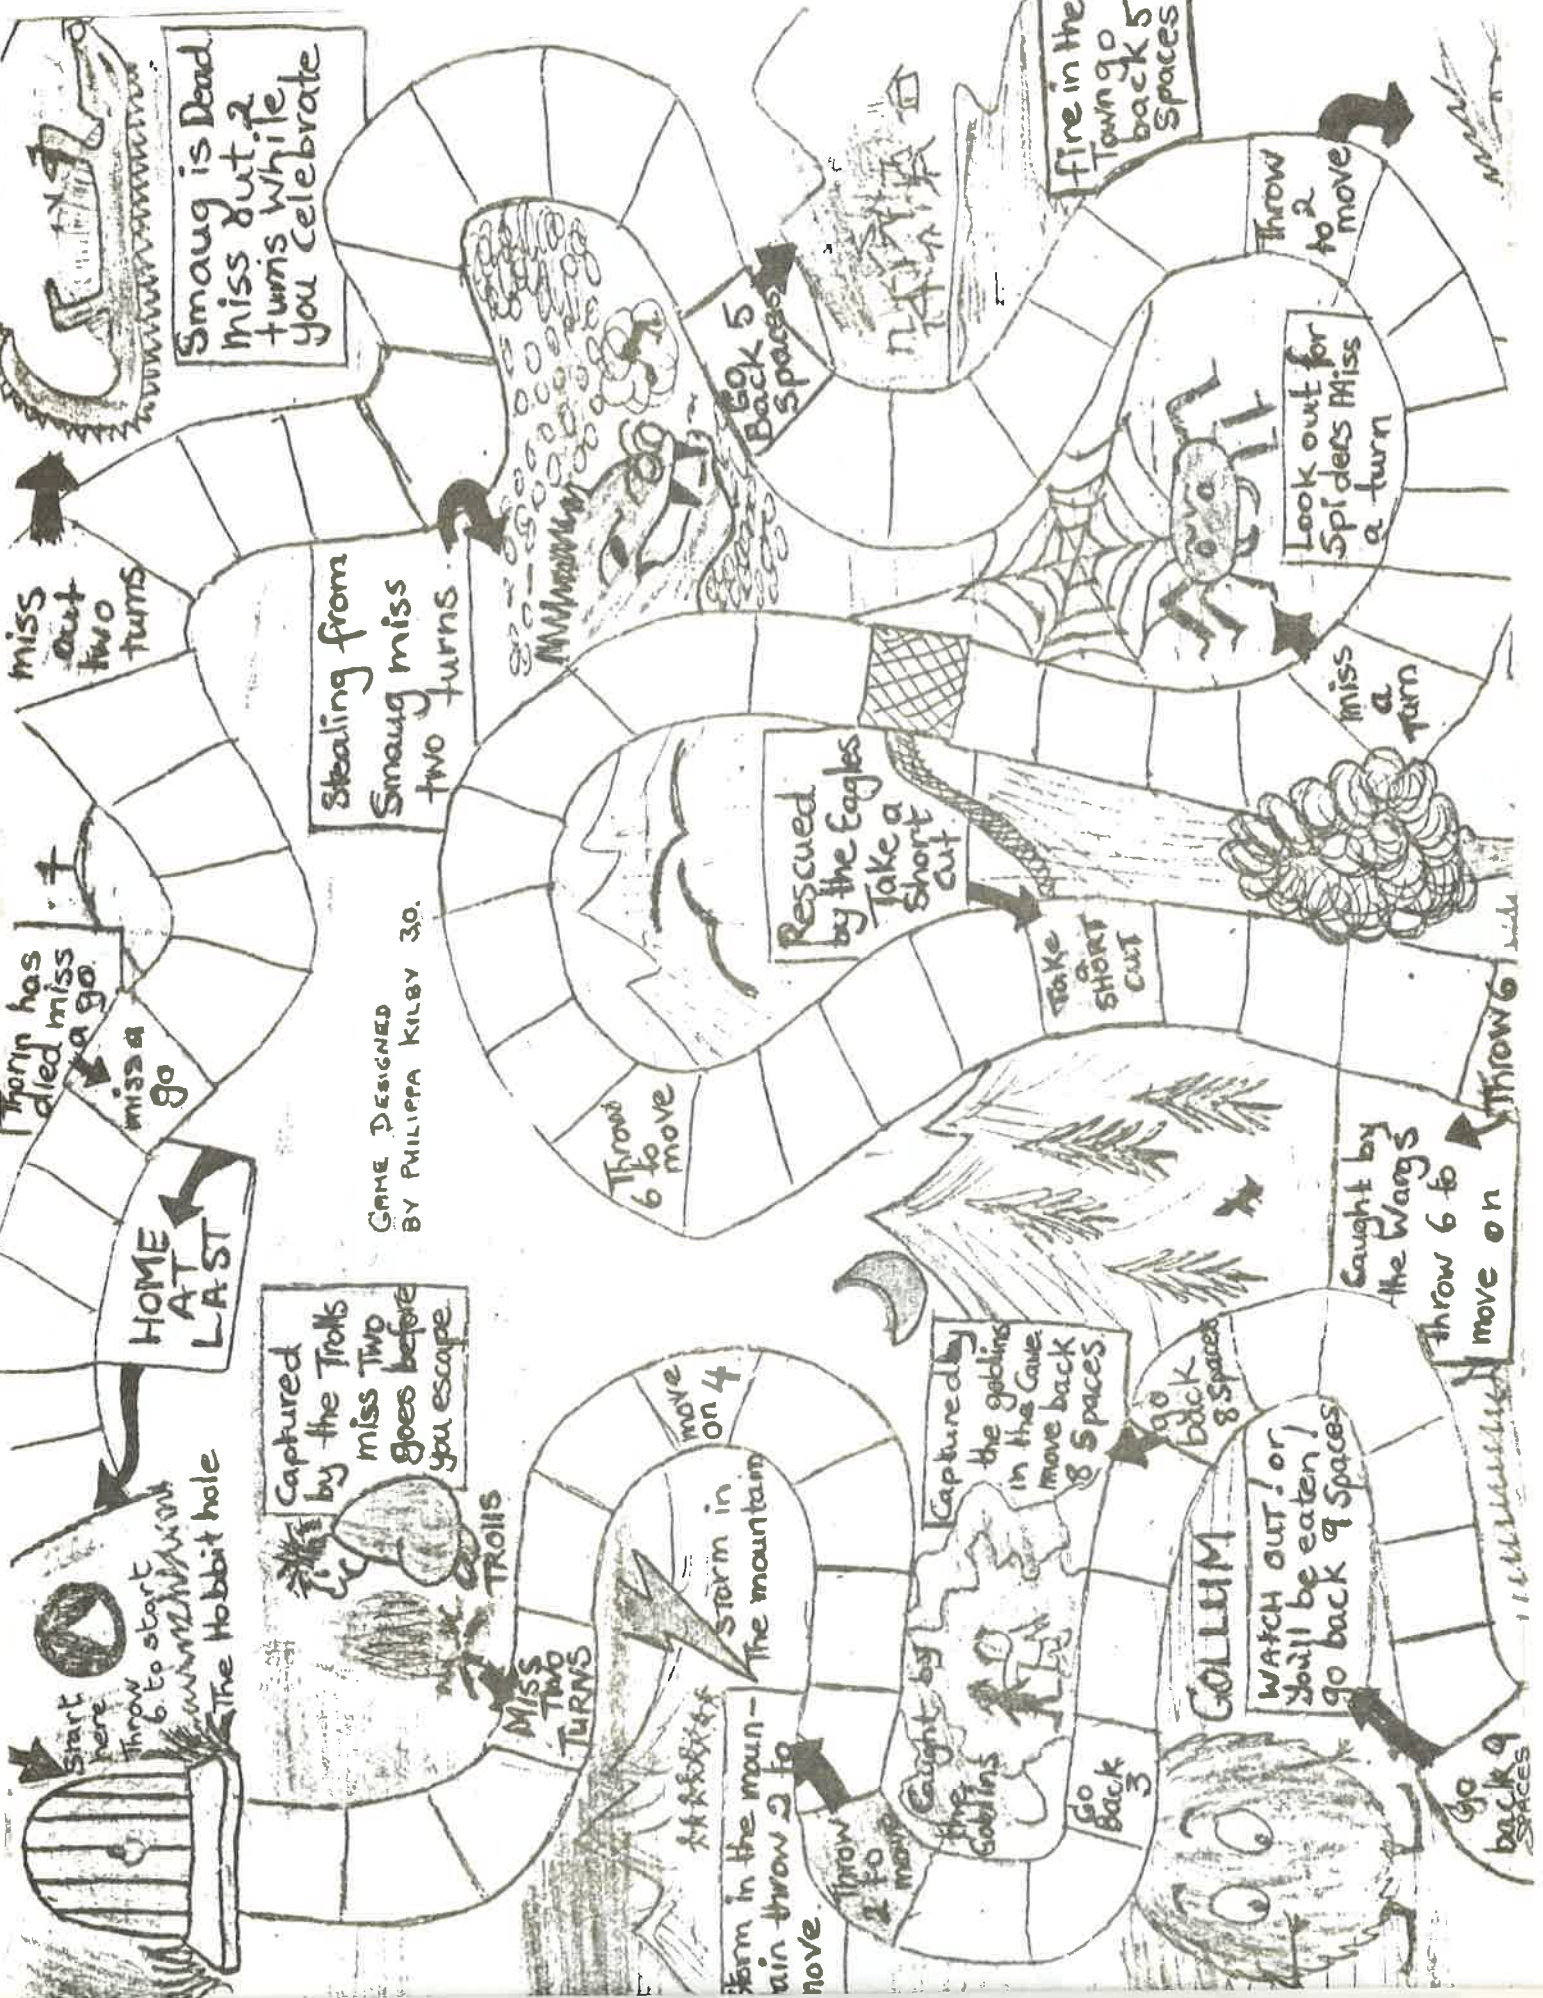 Start
here
Throw
6 to start
The Hobbit hole
Captured
by the Trolls
miss Two
goes before
you escape
TROllS
MISS
TWO
TURNS
move
on 4
Storm in
The mountain
Storm in the moun-
ain throw 2 to
move.
Throw
2 to
move
Caught by
the
Goblins
Go
Back
3
Captured by
the goblins
in the Cave
move back
8 Spaces.
go
back
8 Spaces
GOLLUM
WATCH OUT! or
You'll be eaten!
go back 9 Spaces
Go
back 9
SPACES
Caught by
the Wargs
Throw 6 to
move on
Throw 6
Take
a
SHORT
CUT
Rescued
by the Eagles
Take a
Short
cut
Throw
6 to
move
miss
a
Turn
Look out for
Spiders Miss
a turn
Throw
2
to
move
fire in the
Town go
back 5
Spaces
Go
Back 5
Spaces
Stealing from
Smaug miss
two turns.
Smaug is Dead
miss out 2
turns while
you Celebrate
miss
out
two
turns
Thorin has
died miss
a go
miss a
go
HOME
AT
LAST
GAME DESIGNED
BY PHILIPPA KILBY 30.